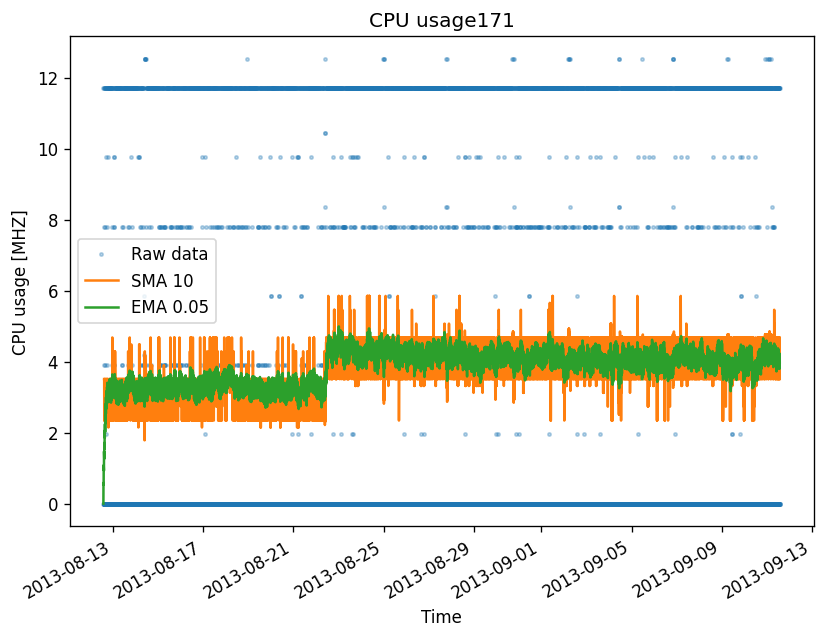 CPU usage171
CPU usage [MHZ]
12
10
8
6
4
2
0
Raw data
SMA 10
EMA 0.05
2013-08-13
2013-08-17
2013-08-21
2013-08-25
2013-08-29
2013-09-01
2013-09-05
2013-09-09
2013-09-13
Time